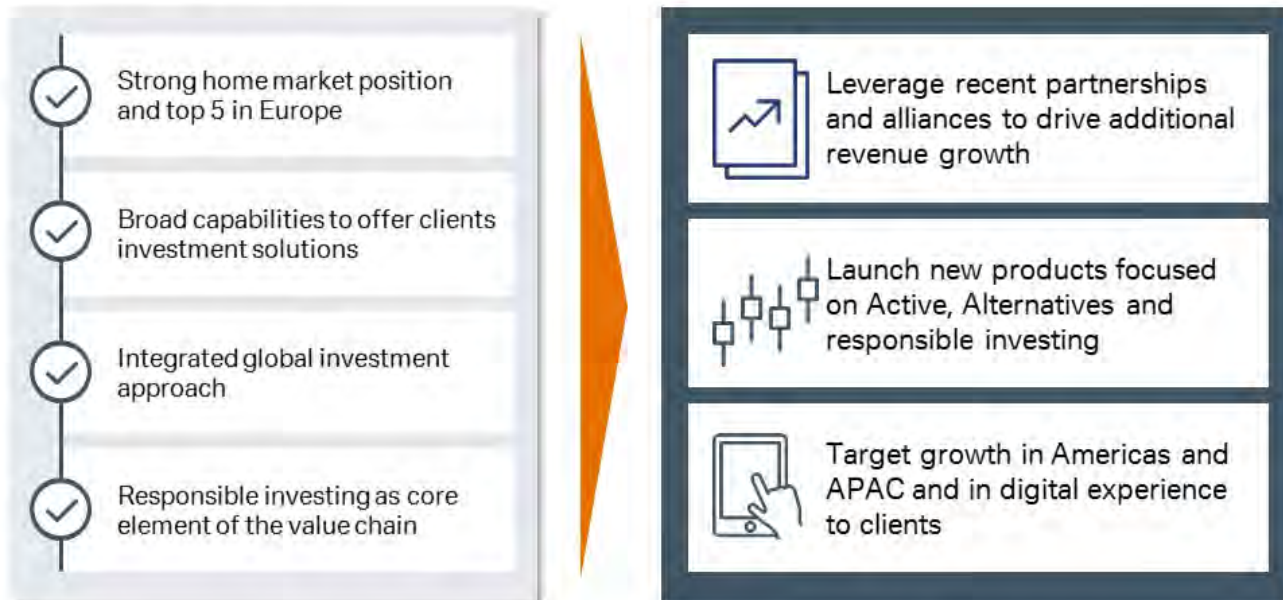 Strong home market position
and top 5 in Europe
Broad capabilities to offer clients
investment solutions
Integrated global investment
approach
Responsible investing as core
element of the value chain
Leverage recent partnerships
and alliances to drive additional
revenue growth
Launch new products focused
on Active, Alternatives and
responsible investing
Target growth in Americas and
APAC and in digital experience
to clients